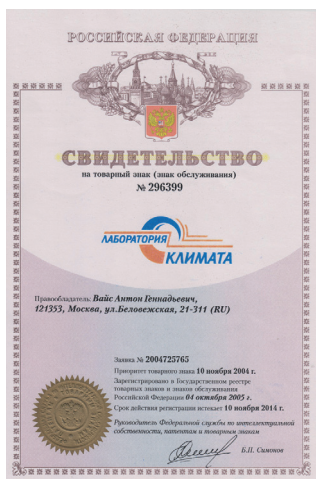 РОССИЙСКАЯ ФЕДЕРАЦИЯ
СВИДЕТЕЛЬСТВО
на товарный знак (знак обслуживания)
№ 296399
ЛАБОРАТОРИЯ
КЛИМАТА
Правообладатель: Вайс Антон Геннадьевич,
121353, Москва, ул.Беловежская, 21-311 (RU)
Заявка № 2004725765
Приоритет товарного знака 10 ноября 2004 г.
Зарегистрировано в Государственном реестре
товарных знаков и знаков обслуживания
Российской Федерации 04 октября 2005 г.
Срок действия регистрации истекает 10 ноября 2014 г.
Руководитель Федеральной службы по интеллектуальной
собственности, патентам и товарным знакам
Б.П. Симонов